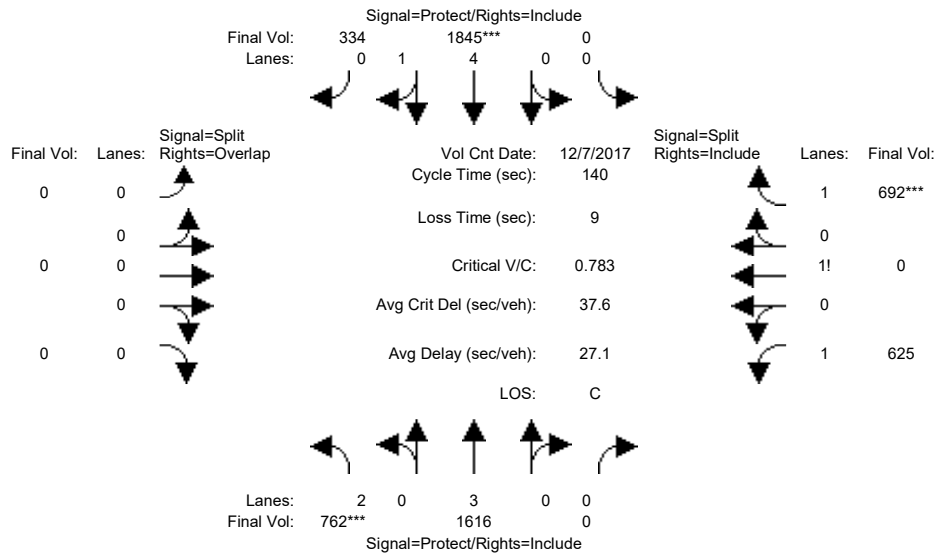 Signal=Protect/Rights=Include
Final Vol: 334 1845*** 0
Lanes: 0 1 4 0 0
Signal=Split Signal=Split
Final Vol: Lanes: Rights=Overlap Vol Cnt Date: 12/7/2017 Rights=Include Lanes: Final Vol:
Cycle Time (sec): 140
0 0 1 692***
Loss Time (sec): 9
0 0
0 0 Critical V/C: 0.783 1! 0
0 Avg Crit Del (sec/veh): 37.6 0
0 0 Avg Delay (sec/veh): 27.1 1 625
LOS: C
Lanes: 2 0 3 0 0
Final Vol: 762*** 1616 0
Signal=Protect/Rights=Include